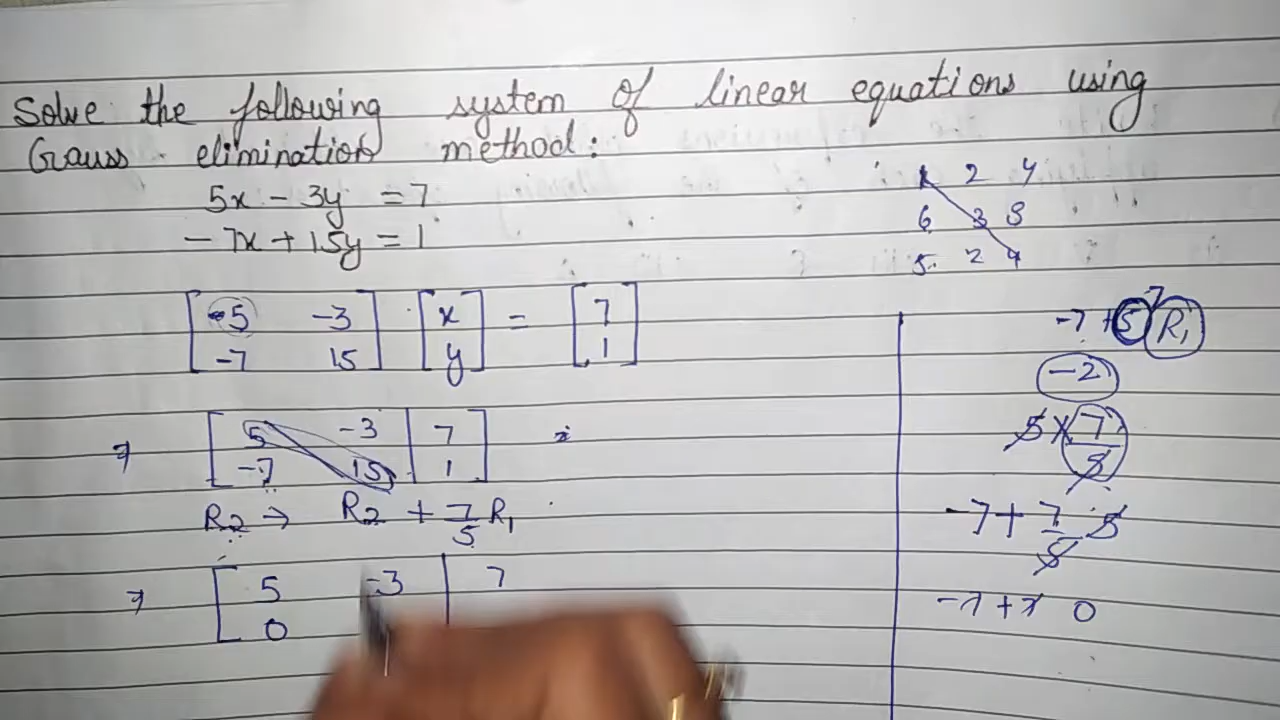 Solve the following system of linear equations using
Gauss elimination method:
5x - 3y = 7
- 7x + 15y = 1
1 2 4
6 3 8
5 2 9
[ 5 -3 ] [ x ] = [ 7 ]
[ -7 15 ] [ y ] [ 1 ]
[ 5 -3 | 7 ]
[ -7 15 | 1 ]
R2 → R2 + 7/5 R1
[ 5 -3 | 7
[ 0
-7 + 5 R1
-2
5 × 7/5
-7 + 7/5 5
-7 + 7 0